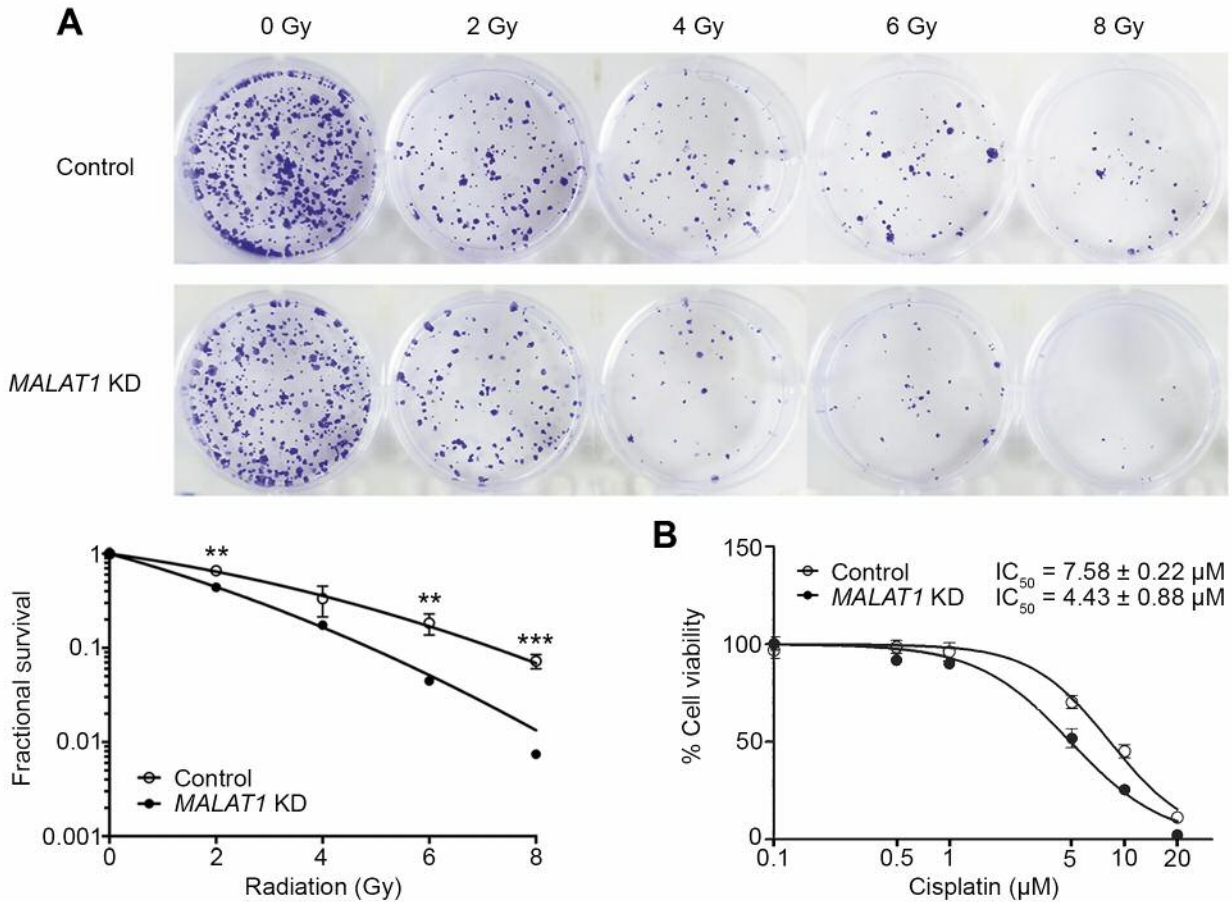 A
0 Gy 2 Gy 4 Gy 6 Gy 8 Gy
Control
MALAT1 KD
1
0.1
0.01
0.001
Fractional survival
** ** ***
Control
MALAT1 KD
0 2 4 6 8
Radiation (Gy)
B
150
100
50
0
% Cell viability
Control IC50 = 7.58 ± 0.22 µM
MALAT1 KD IC50 = 4.43 ± 0.88 µM
0.1 0.5 1 5 10 20
Cisplatin (µM)